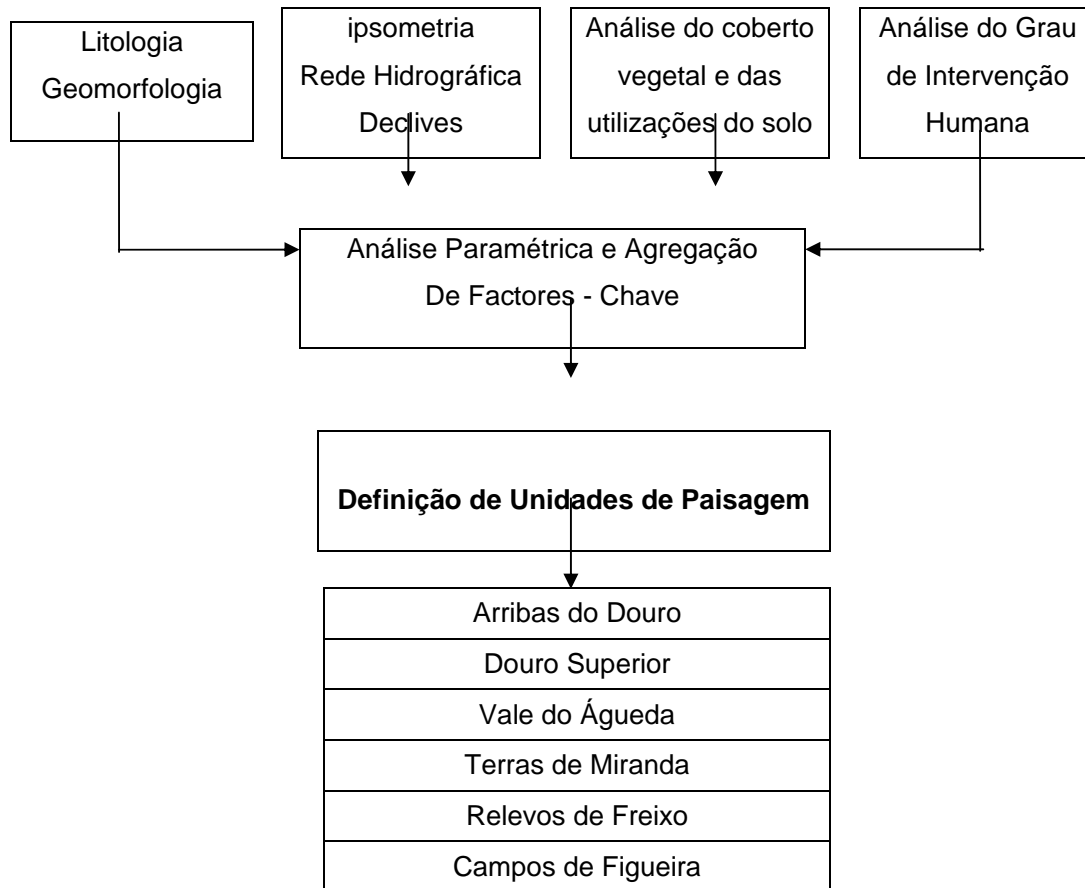 Litologia
Geomorfologia
ipsometria
Rede Hidrográfica
Declives
Análise do coberto
vegetal e das
utilizações do solo
Análise do Grau
de Intervenção
Humana
Análise Paramétrica e Agregação
De Factores - Chave
Definição de Unidades de Paisagem
Arribas do Douro
Douro Superior
Vale do Águeda
Terras de Miranda
Relevos de Freixo
Campos de Figueira